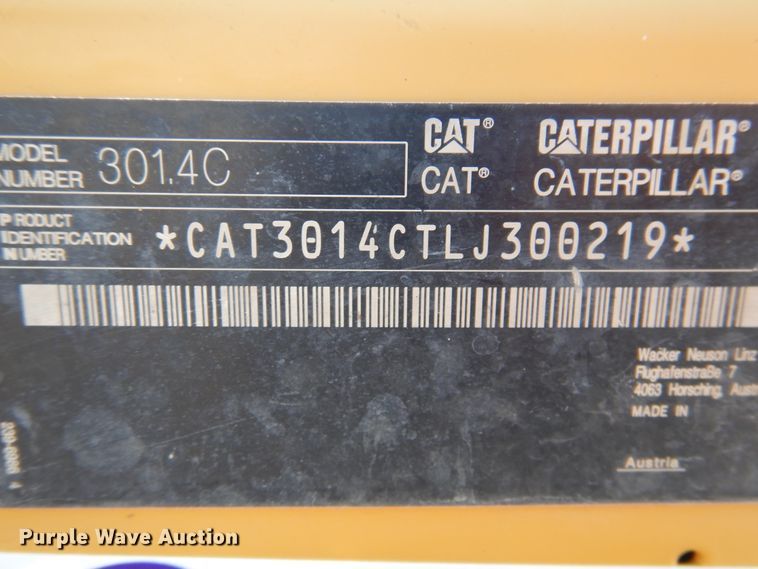 CAT® CATERPILLAR®
MODEL NUMBER 301.4C
CAT® CATERPILLAR®
PRODUCT
IDENTIFICATION
NUMBER
*CAT3014CTLJ300219*
Wacker Neuson Linz
Flughafenstraße 7
4063 Horsching, Austr
MADE IN
Austria
Purple Wave Auction